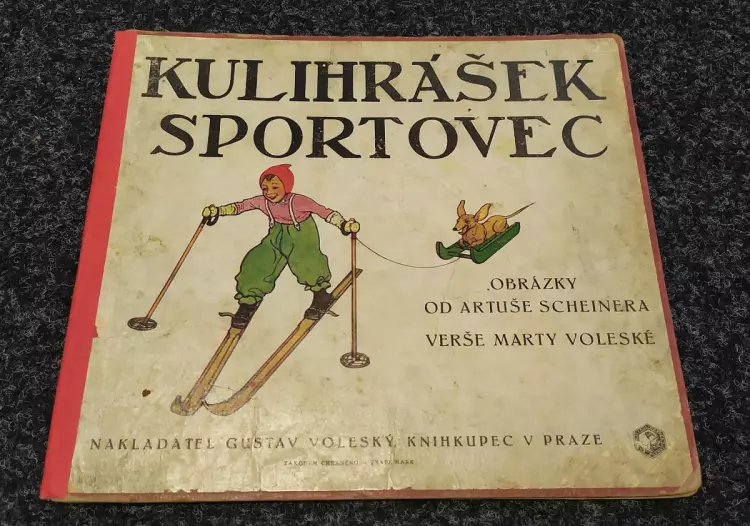 KULIHRÁŠEK
SPORTOVEC
OBRÁZKY
OD ARTUŠE SCHEINERA
VERŠE MARTY VOLESKÉ
NAKLADATEL GUSTAV VOLESKÝ, KNIHKUPEC V PRAZE